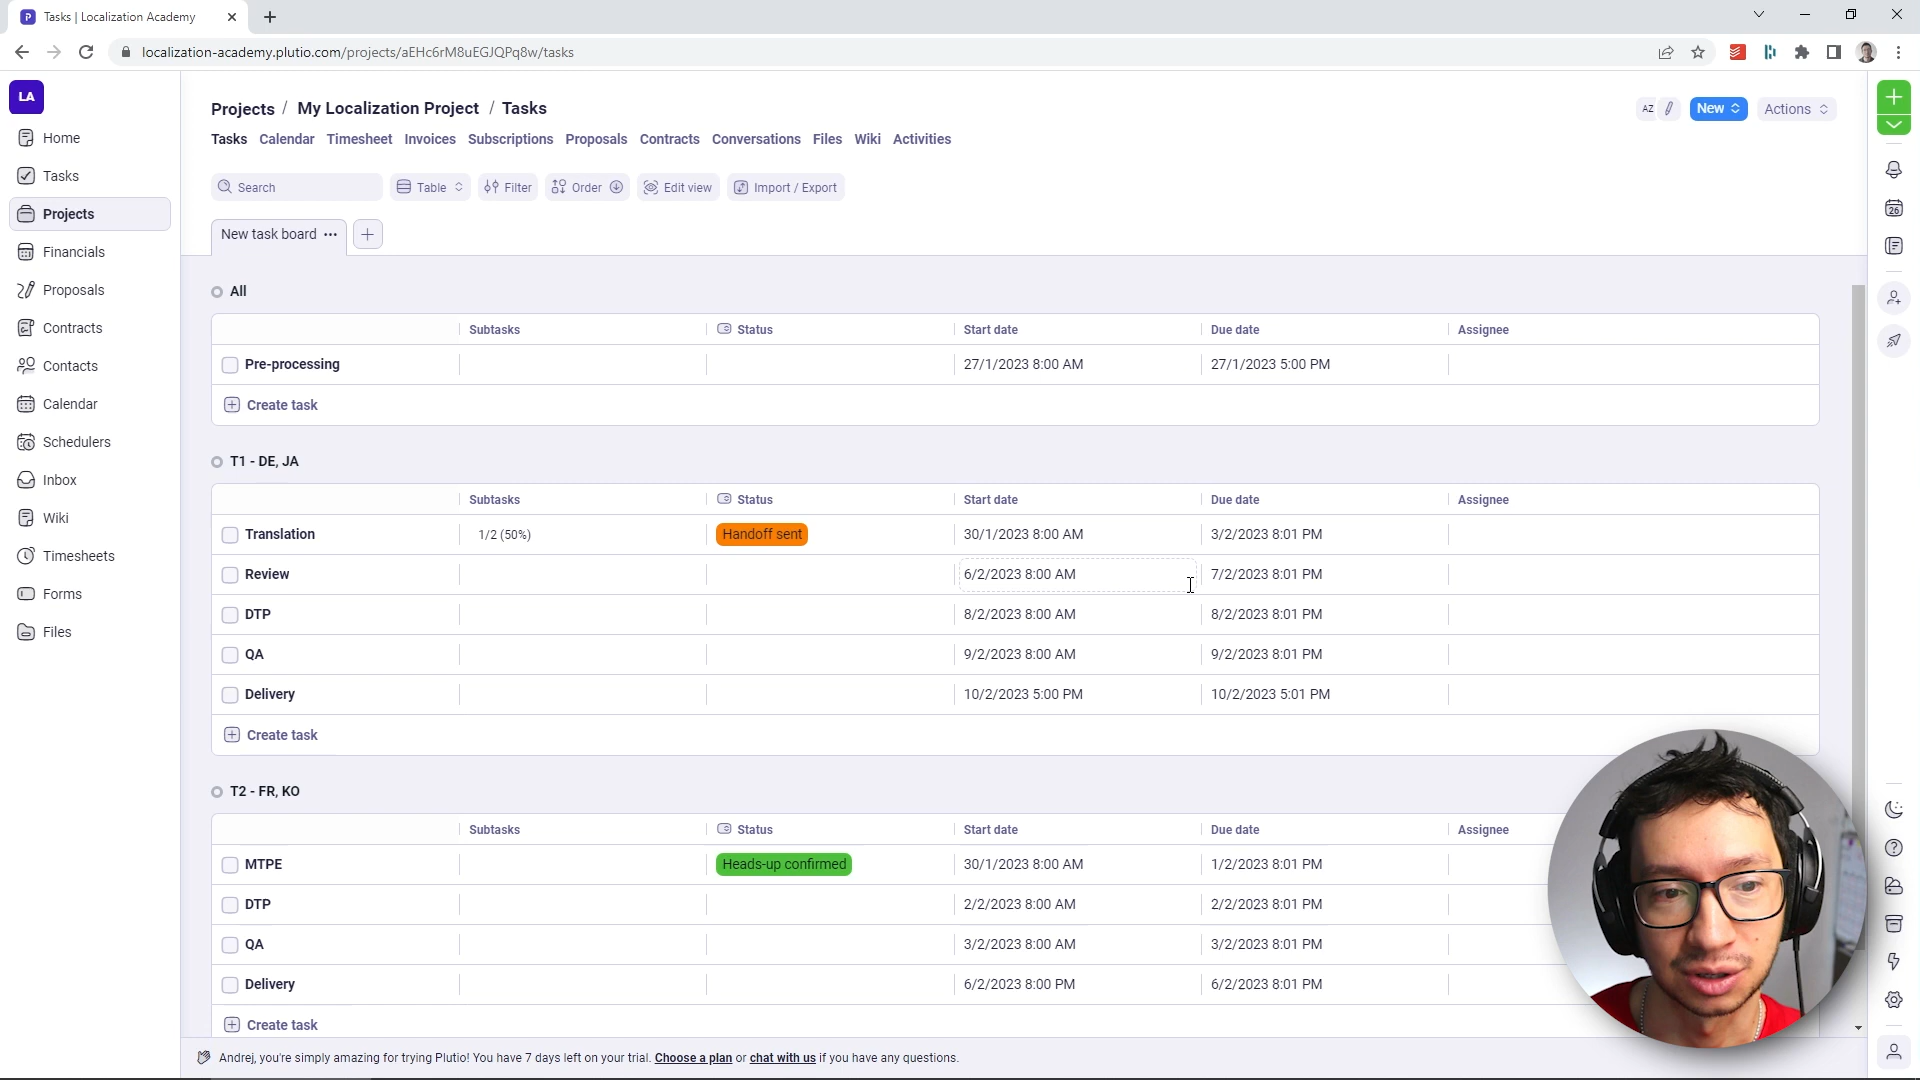 Tasks | Localization Academy
localization-academy.plutio.com/projects/aEHc6rM8uEGJQPq8w/tasks
LA
Home
Tasks
Projects
Financials
Proposals
Contracts
Contacts
Calendar
Schedulers
Inbox
Wiki
Timesheets
Forms
Files
Projects / My Localization Project / Tasks
AZ New Actions
Tasks Calendar Timesheet Invoices Subscriptions Proposals Contracts Conversations Files Wiki Activities
Search Table Filter Order Edit view Import / Export
New task board
All
Subtasks Status Start date Due date Assignee
Pre-processing 27/1/2023 8:00 AM 27/1/2023 5:00 PM
Create task
T1 - DE, JA
Subtasks Status Start date Due date Assignee
Translation 1/2 (50%) Handoff sent 30/1/2023 8:00 AM 3/2/2023 8:01 PM
Review 6/2/2023 8:00 AM 7/2/2023 8:01 PM
DTP 8/2/2023 8:00 AM 8/2/2023 8:01 PM
QA 9/2/2023 8:00 AM 9/2/2023 8:01 PM
Delivery 10/2/2023 5:00 PM 10/2/2023 5:01 PM
Create task
T2 - FR, KO
Subtasks Status Start date Due date Assignee
MTPE Heads-up confirmed 30/1/2023 8:00 AM 1/2/2023 8:01 PM
DTP 2/2/2023 8:00 AM 2/2/2023 8:01 PM
QA 3/2/2023 8:00 AM 3/2/2023 8:01 PM
Delivery 6/2/2023 8:00 PM 6/2/2023 8:01 PM
Create task
Andrej, you're simply amazing for trying Plutio! You have 7 days left on your trial. Choose a plan or chat with us if you have any questions.
26